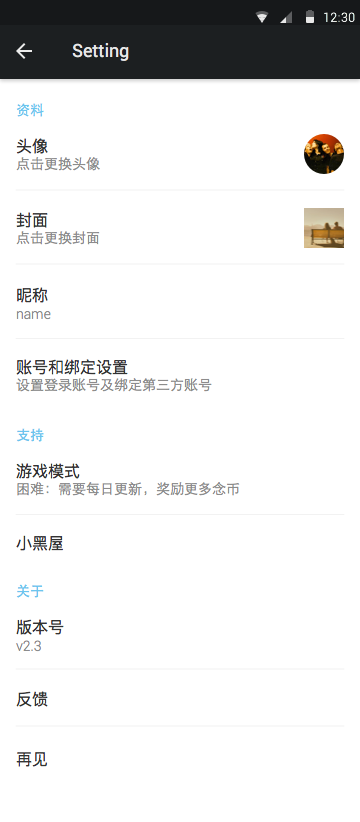 12:30
Setting
资料
头像
点击更换头像
封面
点击更换封面
昵称
name
账号和绑定设置
设置登录账号及绑定第三方账号
支持
游戏模式
困难：需要每日更新，奖励更多念币
小黑屋
关于
版本号
v2.3
反馈
再见